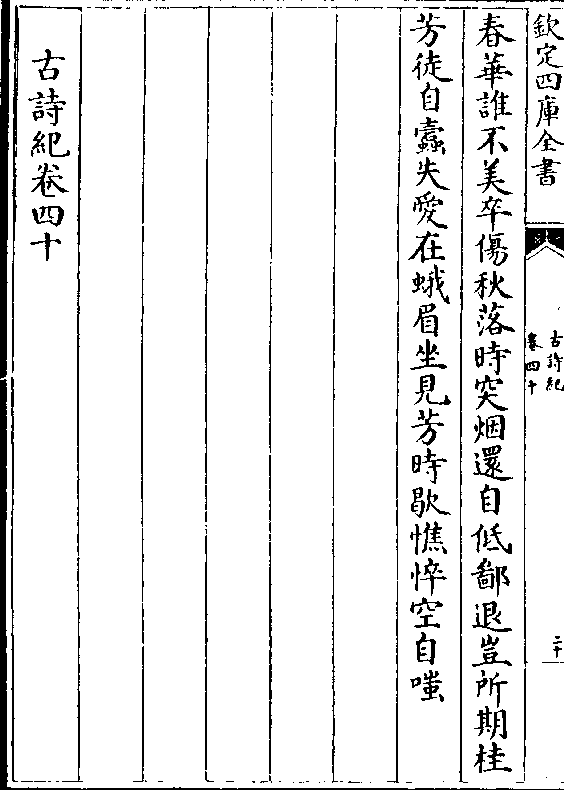 欽定四庫全書
古詩紀
卷四十
二十
春華誰不美卒傷秋落時突烟還自低鄙退豈所期桂
芳徒自蠹失愛在蛾眉坐見芳時歇憔悴空自嗤
古詩紀卷四十